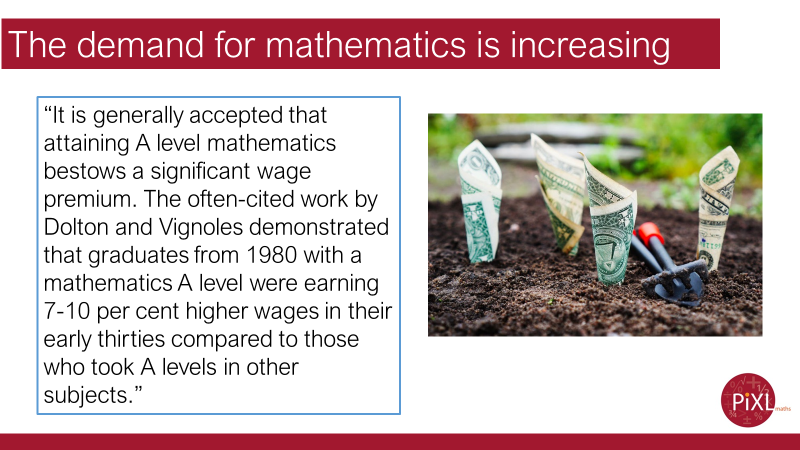 The demand for mathematics is increasing
“It is generally accepted that
attaining A level mathematics
bestows a significant wage
premium. The often-cited work by
Dolton and Vignoles demonstrated
that graduates from 1980 with a
mathematics A level were earning
7-10 per cent higher wages in their
early thirties compared to those
who took A levels in other
subjects.”
PiXL
maths